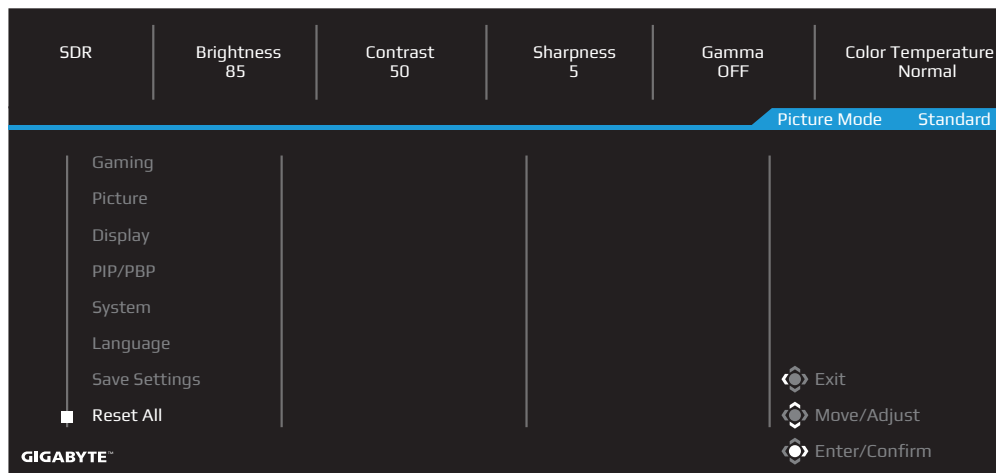 SDR
Brightness
85
Contrast
50
Sharpness
5
Gamma
OFF
Color Temperature
Normal
Picture Mode Standard
Gaming
Picture
Display
PIP/PBP
System
Language
Save Settings
Reset All
Exit
Move/Adjust
Enter/Confirm
GIGABYTE™